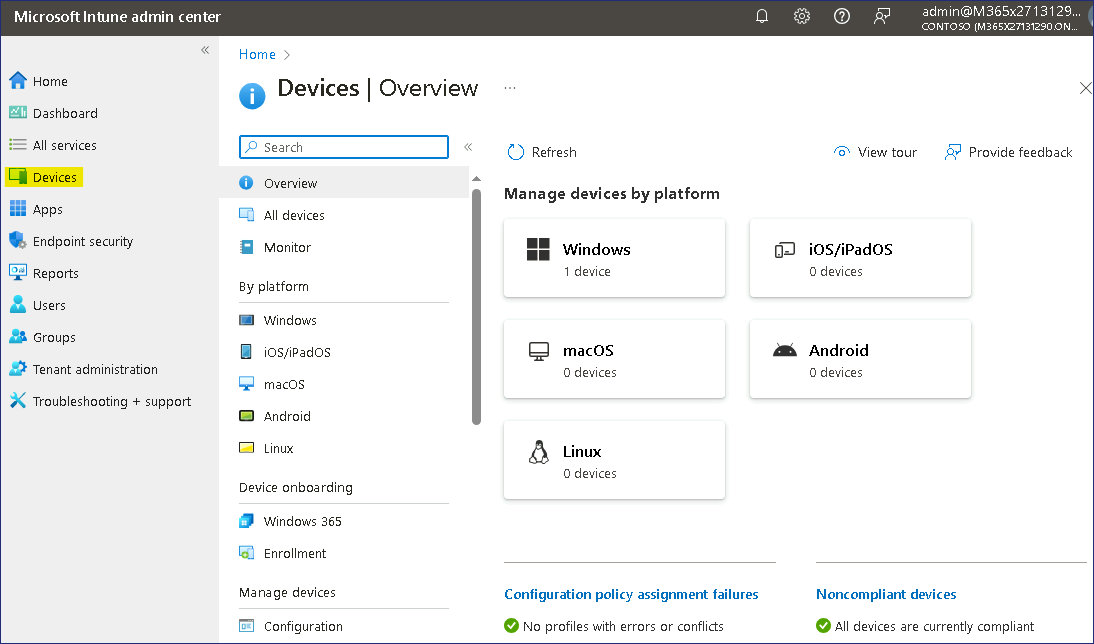 Microsoft Intune admin center
admin@M365x2713129...
CONTOSO (M365X27131290.ON...
Home
Dashboard
All services
Devices
Apps
Endpoint security
Reports
Users
Groups
Tenant administration
Troubleshooting + support
Home
Devices | Overview
Search
Overview
All devices
Monitor
By platform
Windows
iOS/iPadOS
macOS
Android
Linux
Device onboarding
Windows 365
Enrollment
Manage devices
Configuration
Refresh
View tour
Provide feedback
Manage devices by platform
Windows
1 device
iOS/iPadOS
0 devices
macOS
0 devices
Android
0 devices
Linux
0 devices
Configuration policy assignment failures
No profiles with errors or conflicts
Noncompliant devices
All devices are currently compliant